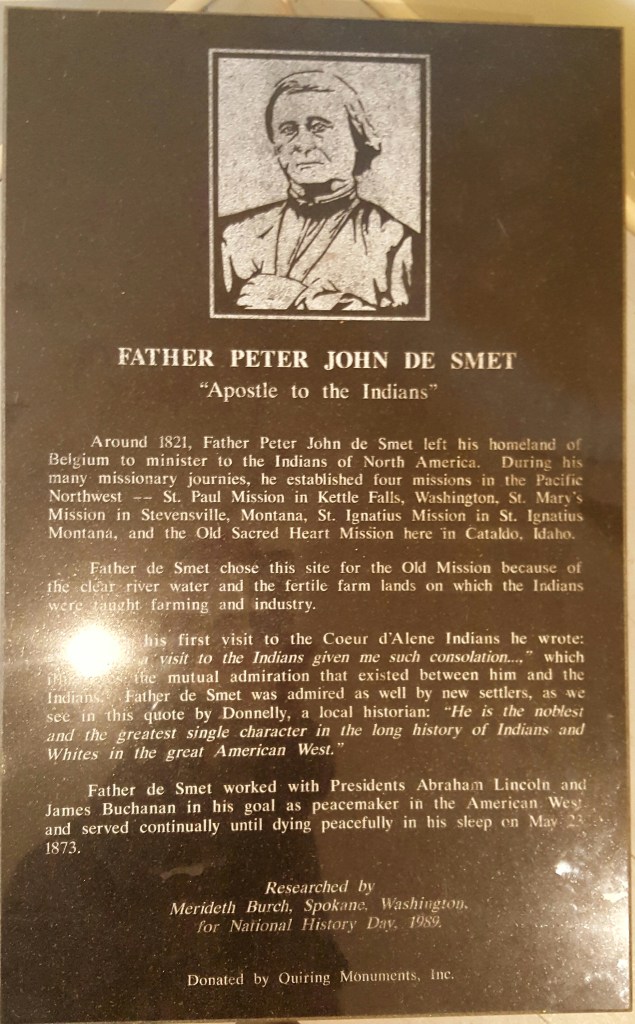 FATHER PETER JOHN DE SMET
"Apostle to the Indians"
Around 1821, Father Peter John de Smet left his homeland of
Belgium to minister to the Indians of North America. During his
many missionary journies, he established four missions in the Pacific
Northwest -- St. Paul Mission in Kettle Falls, Washington, St. Mary's
Mission in Stevensville, Montana, St. Ignatius Mission in St. Ignatius
Montana, and the Old Sacred Heart Mission here in Cataldo, Idaho.
Father de Smet chose this site for the Old Mission because of
the clear river water and the fertile farm lands on which the Indians
were taught farming and industry.
his first visit to the Coeur d'Alene Indians he wrote:
a visit to the Indians given me such consolation...," which
the mutual admiration that existed between him and the
Indians. Father de Smet was admired as well by new settlers, as we
see in this quote by Donnelly, a local historian: "He is the noblest
and the greatest single character in the long history of Indians and
Whites in the great American West."
Father de Smet worked with Presidents Abraham Lincoln and
James Buchanan in his goal as peacemaker in the American West
and served continually until dying peacefully in his sleep on May 23
1873.
Researched by
Merideth Burch, Spokane, Washington,
for National History Day, 1989.
Donated by Quiring Monuments, Inc.